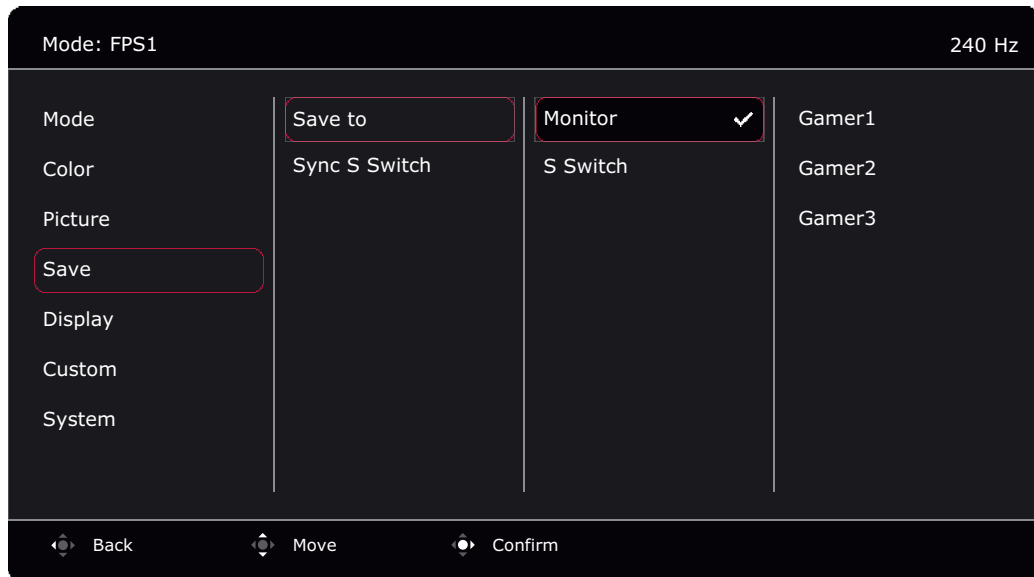 Mode: FPS1
240 Hz
Mode
Color
Picture
Save
Display
Custom
System
Save to
Sync S Switch
Monitor
S Switch
Gamer1
Gamer2
Gamer3
Back
Move
Confirm